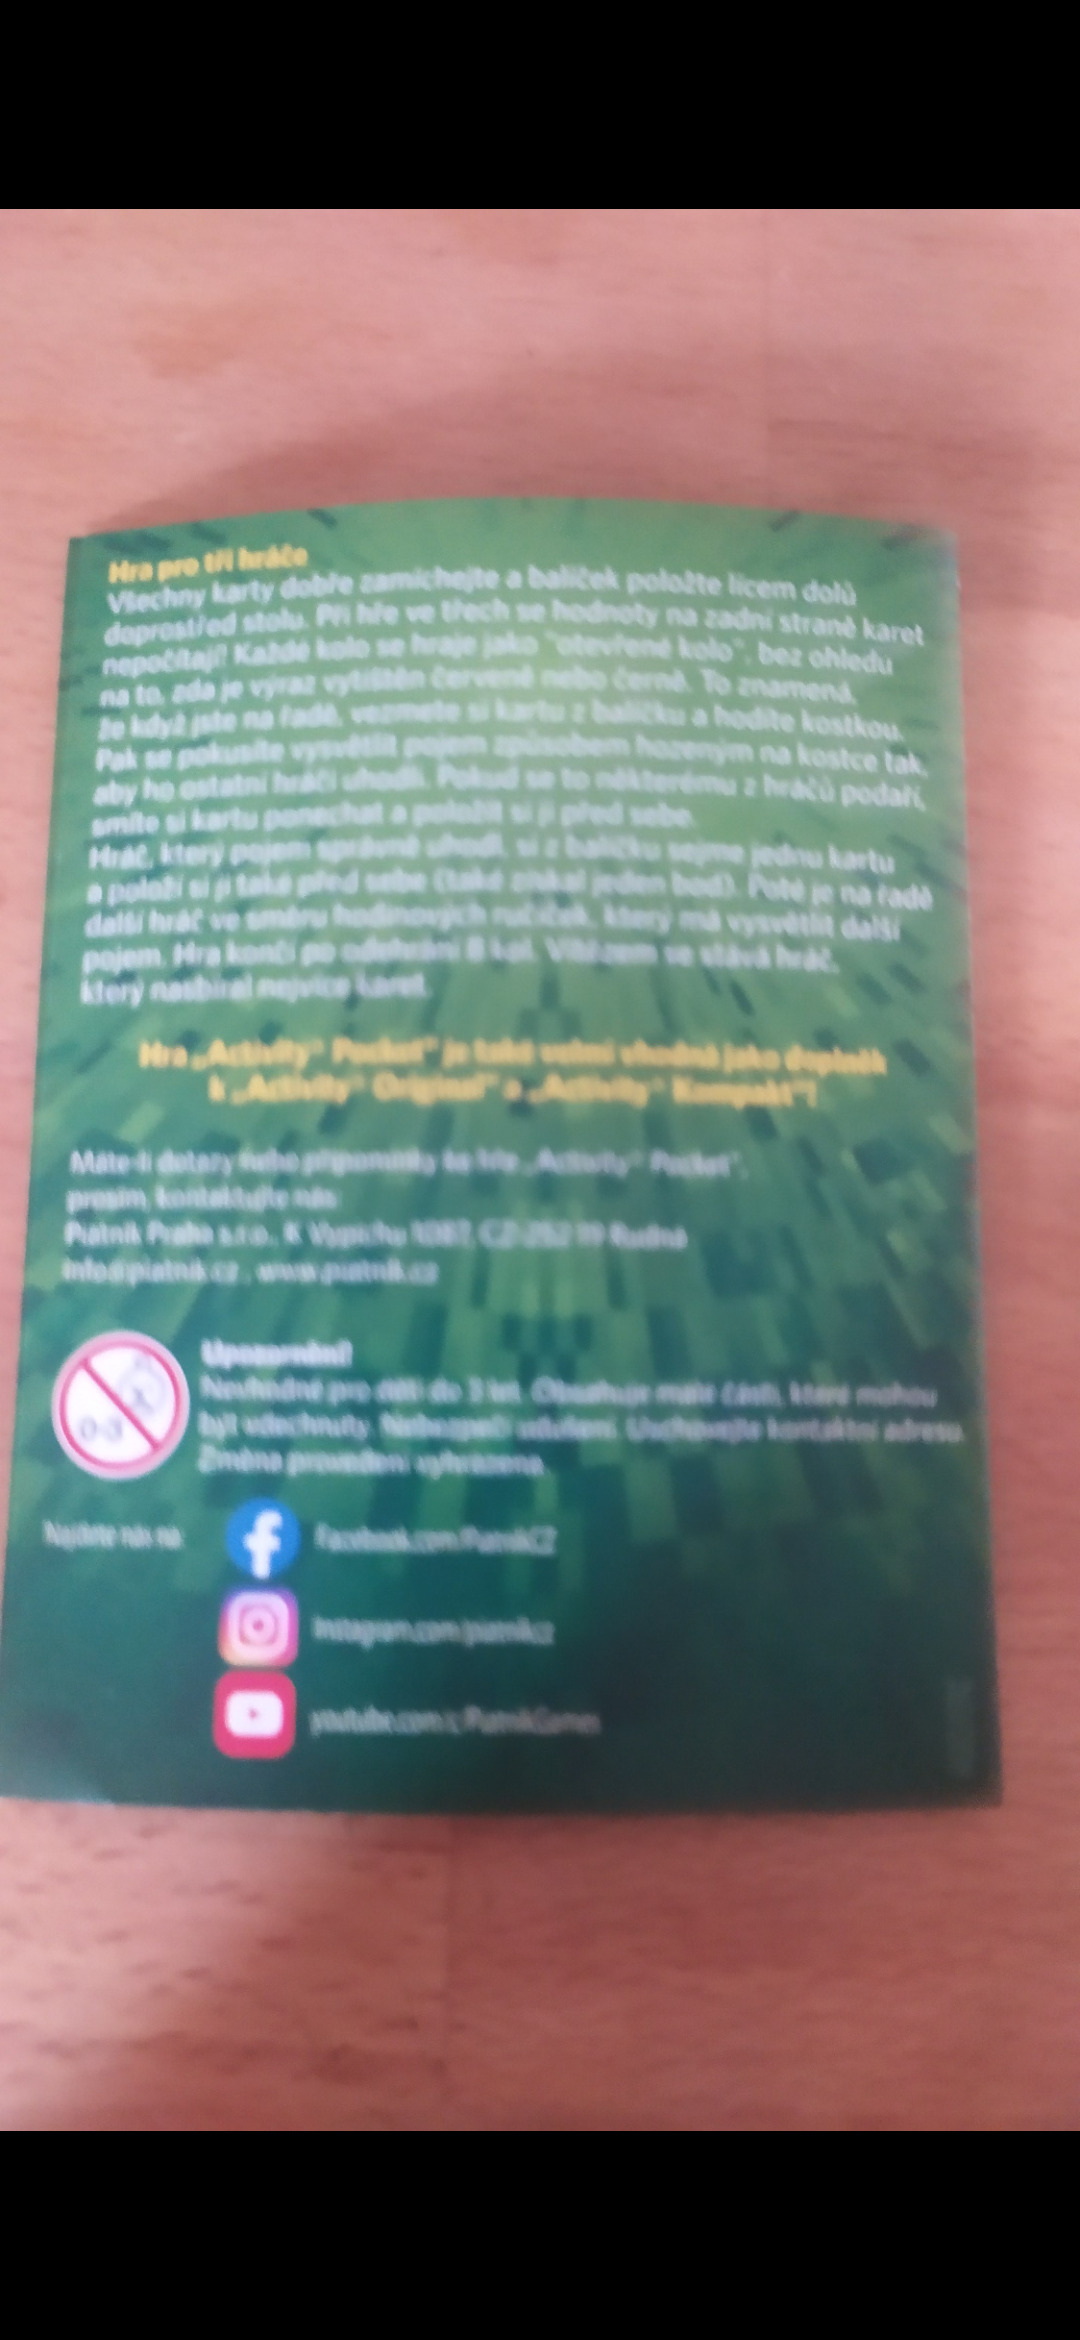 Hra pro tři hráče
Všechny karty dobře zamíchejte a balíček položte lícem dolů
doprostřed stolu. Při hře ve třech se hodnoty na zadní straně karet
nepočítají! Každé kolo se hraje jako "otevřené kolo", bez ohledu
na to, zda je výraz vytištěn červeně nebo černě. To znamená,
že když jste na řadě, vezmete si kartu z balíčku a hodíte kostkou.
Pak se pokusíte vysvětlit pojem způsobem hozeným na kostce tak,
aby ho ostatní hráči uhodli. Pokud se to některému z hráčů podaří,
smíte si kartu ponechat a položit si ji před sebe.
Hráč, který pojem správně uhodl, si z balíčku sejme jednu kartu
a položí si ji také před sebe (také získal jeden bod). Poté je na řadě
další hráč ve směru hodinových ručiček, který má vysvětlit další
pojem. Hra končí po odehrání 8 kol. Vítězem se stává hráč,
který nasbíral nejvíce karet.
Hra „Activity® Pocket" je také velmi vhodná jako doplněk
k „Activity® Original" a „Activity® Kompakt"!
Máte-li dotazy nebo připomínky ke hře „Activity® Pocket",
prosím, kontaktujte nás:
Piatnik Praha s.r.o., K Vypichu 1087, CZ-252 19 Rudná
info@piatnik.cz, www.piatnik.cz
0-3
Upozornění!
Nevhodné pro děti do 3 let. Obsahuje malé části, které mohou
být vdechnuty. Nebezpečí udušení. Uschovejte kontaktní adresu.
Změna provedení vyhrazena.
Najdete nás na:
Facebook.com/PiatnikCZ
Instagram.com/piatnikcz
youtube.com/c/PiatnikGames